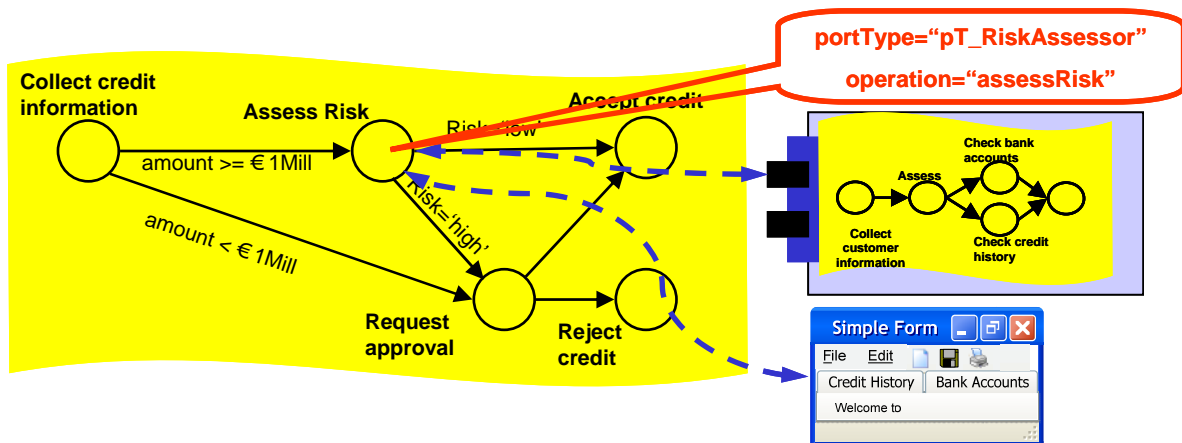 portType=“pT_RiskAssessor”
operation=“assessRisk”
Collect credit
information
Assess Risk
Accept credit
Risk=‘low’
amount >= € 1Mill
Risk=‘high’
amount < € 1Mill
Request
approval
Reject
credit
Check bank
accounts
Assess
Collect
customer
information
Check credit
history
Simple Form
File Edit
Credit History Bank Accounts
Welcome to